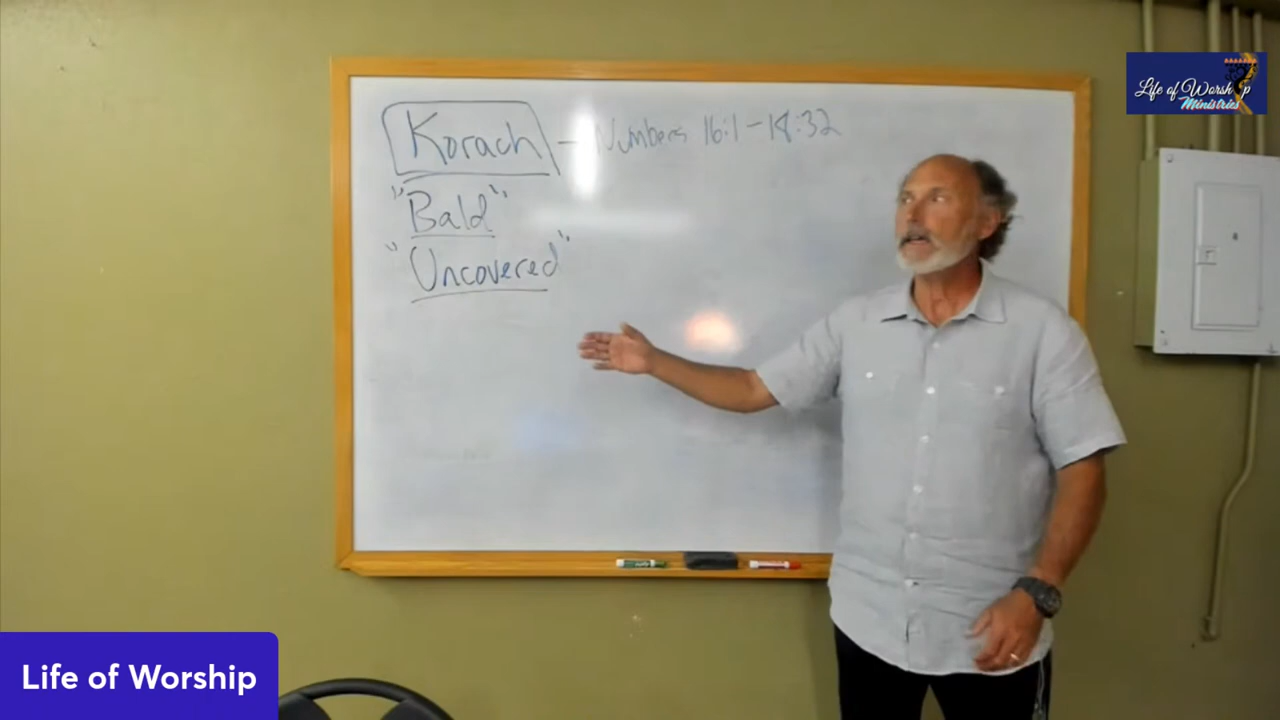 Korach - Numbers 16:1-18:32
"Bald"
"Uncovered"
Life of Worship
Ministries
Life of Worship